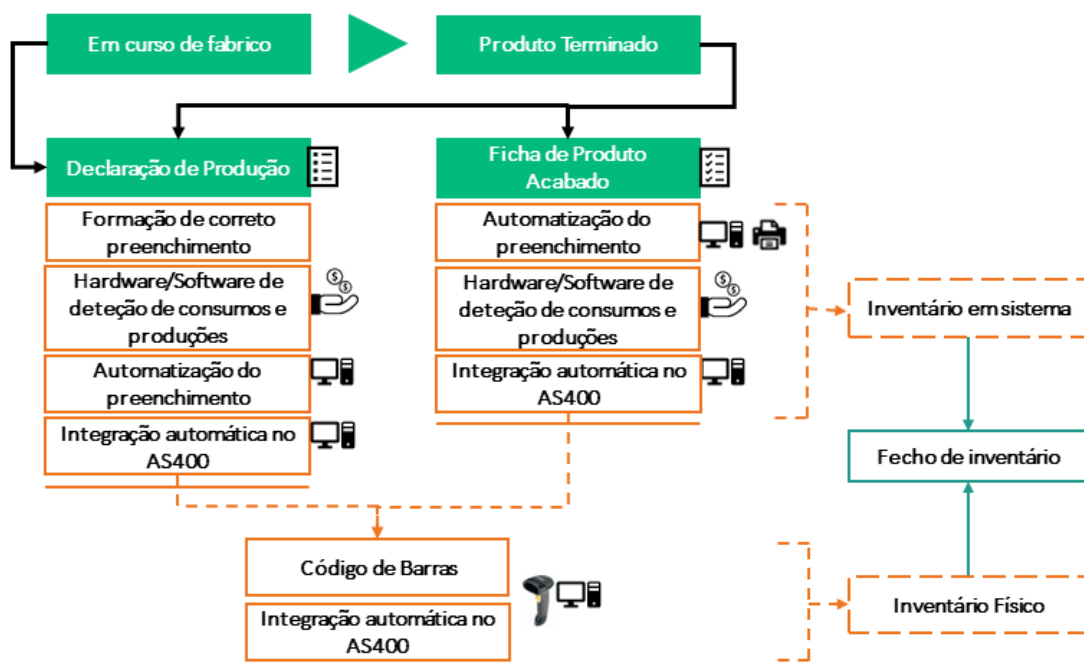 Em curso de fabrico
Produto Terminado
Declaração de Produção
Ficha de Produto
Acabado
Formação de correto
preenchimento
Hardware/Software de
deteção de consumos e
produções
Automatização do
preenchimento
Integração automática no
AS400
Automatização do
preenchimento
Hardware/Software de
deteção de consumos e
produções
Integração automática no
AS400
Código de Barras
Integração automática no
AS400
Inventário em sistema
Fecho de inventário
Inventário Físico